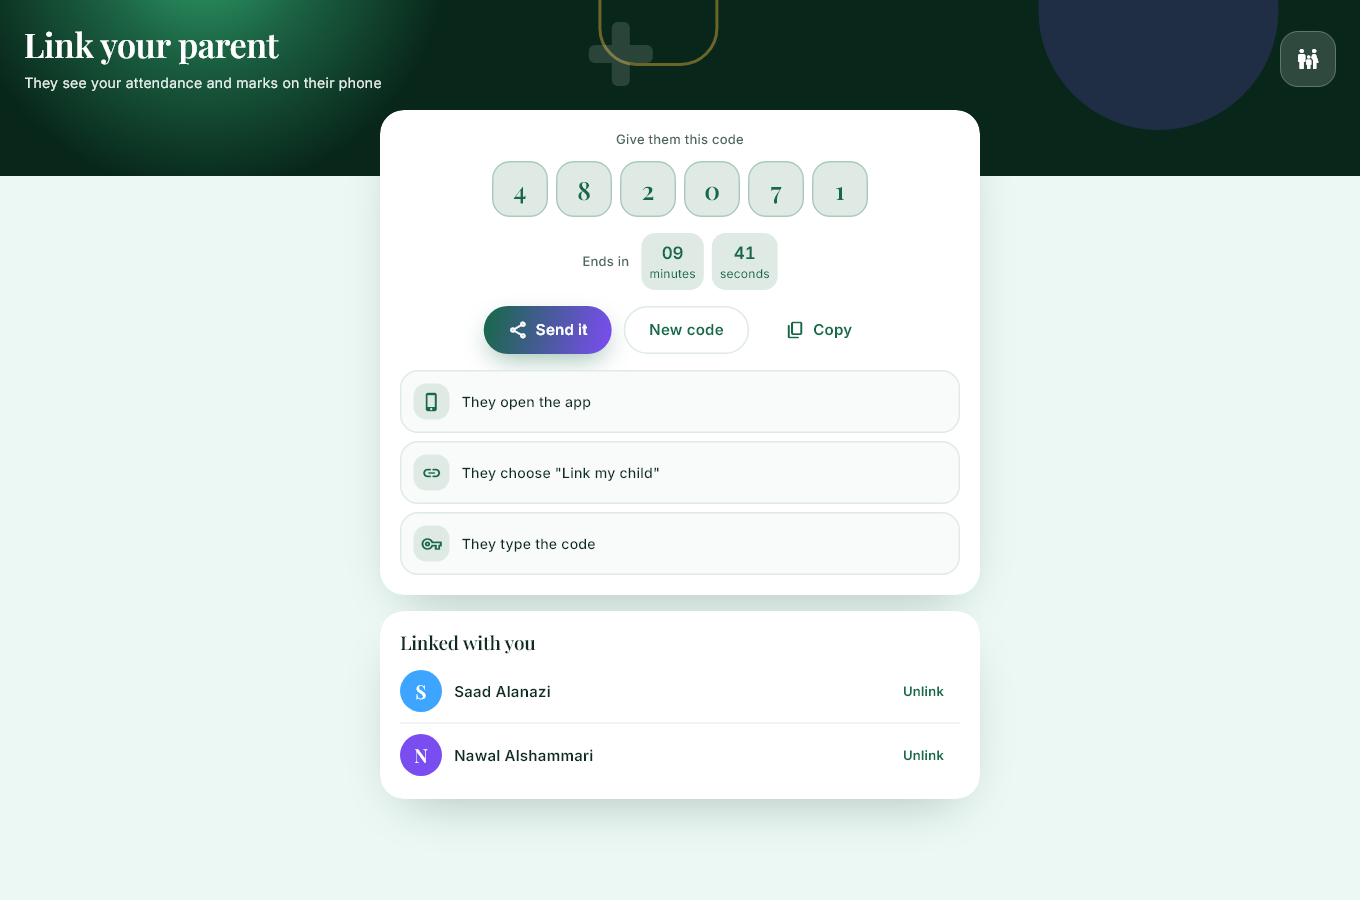 Link your parent
They see your attendance and marks on their phone
Give them this code
4 8 2 0 7 1
Ends in
09
minutes
41
seconds
Send it
New code
Copy
They open the app
They choose "Link my child"
They type the code
Linked with you
S
Saad Alanazi
Unlink
N
Nawal Alshammari
Unlink